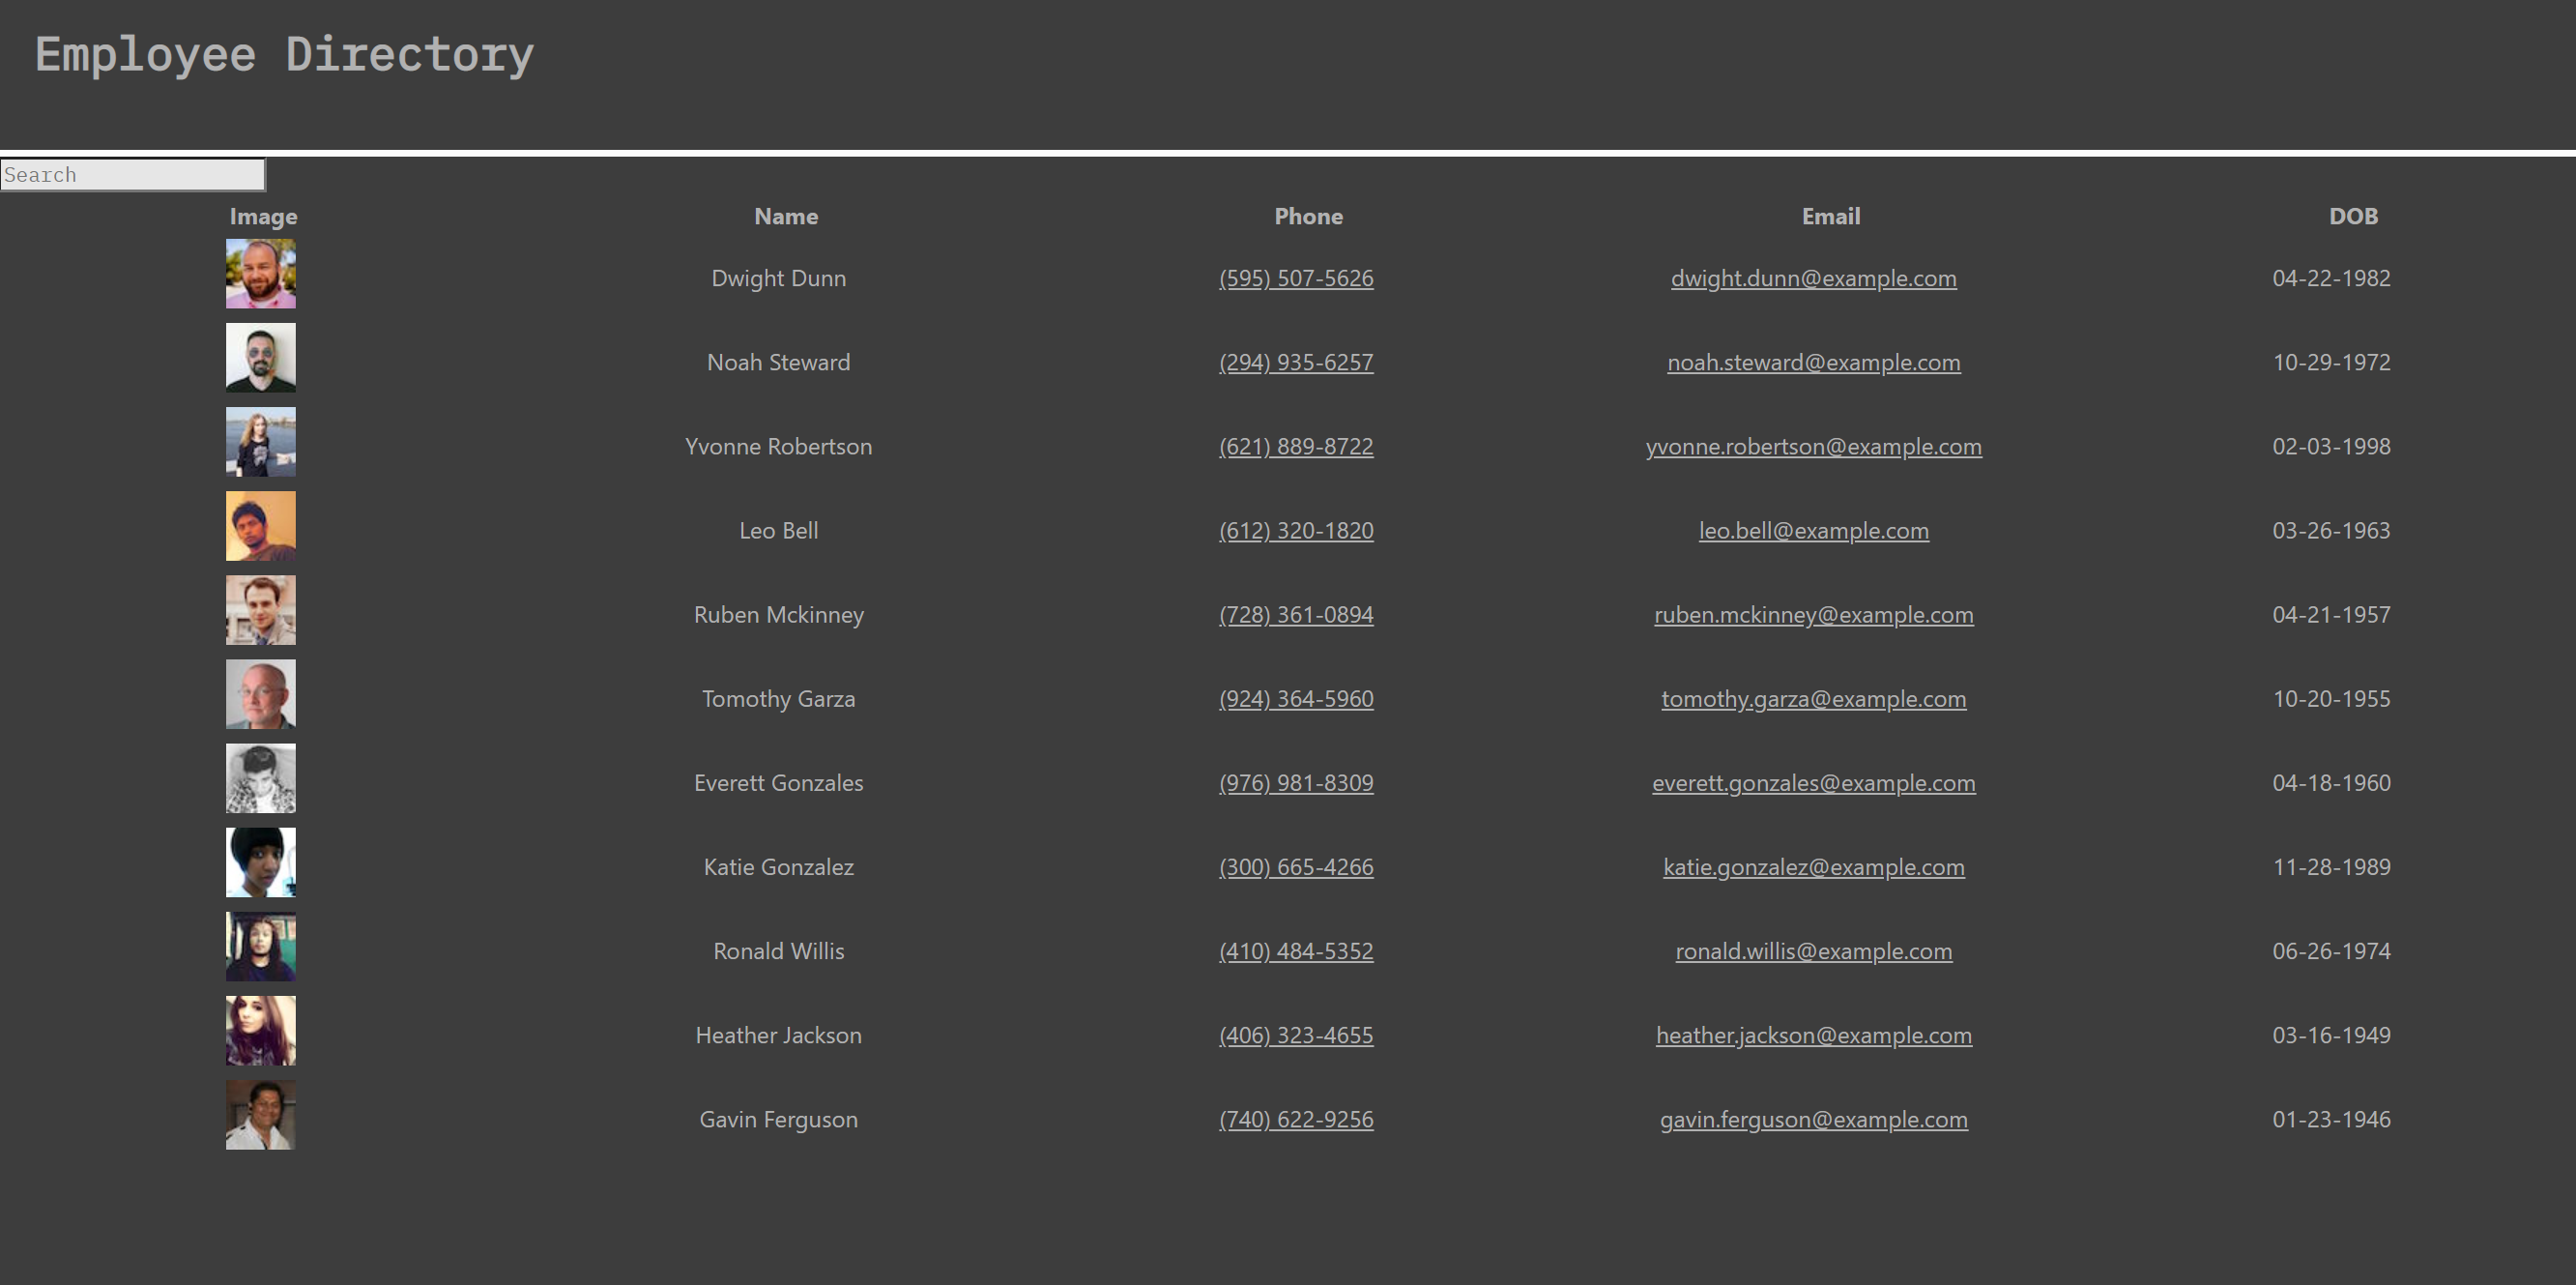 Employee Directory
Search
Image Name Phone Email DOB
Dwight Dunn (595) 507-5626 dwight.dunn@example.com 04-22-1982
Noah Steward (294) 935-6257 noah.steward@example.com 10-29-1972
Yvonne Robertson (621) 889-8722 yvonne.robertson@example.com 02-03-1998
Leo Bell (612) 320-1820 leo.bell@example.com 03-26-1963
Ruben Mckinney (728) 361-0894 ruben.mckinney@example.com 04-21-1957
Tomothy Garza (924) 364-5960 tomothy.garza@example.com 10-20-1955
Everett Gonzales (976) 981-8309 everett.gonzales@example.com 04-18-1960
Katie Gonzalez (300) 665-4266 katie.gonzalez@example.com 11-28-1989
Ronald Willis (410) 484-5352 ronald.willis@example.com 06-26-1974
Heather Jackson (406) 323-4655 heather.jackson@example.com 03-16-1949
Gavin Ferguson (740) 622-9256 gavin.ferguson@example.com 01-23-1946